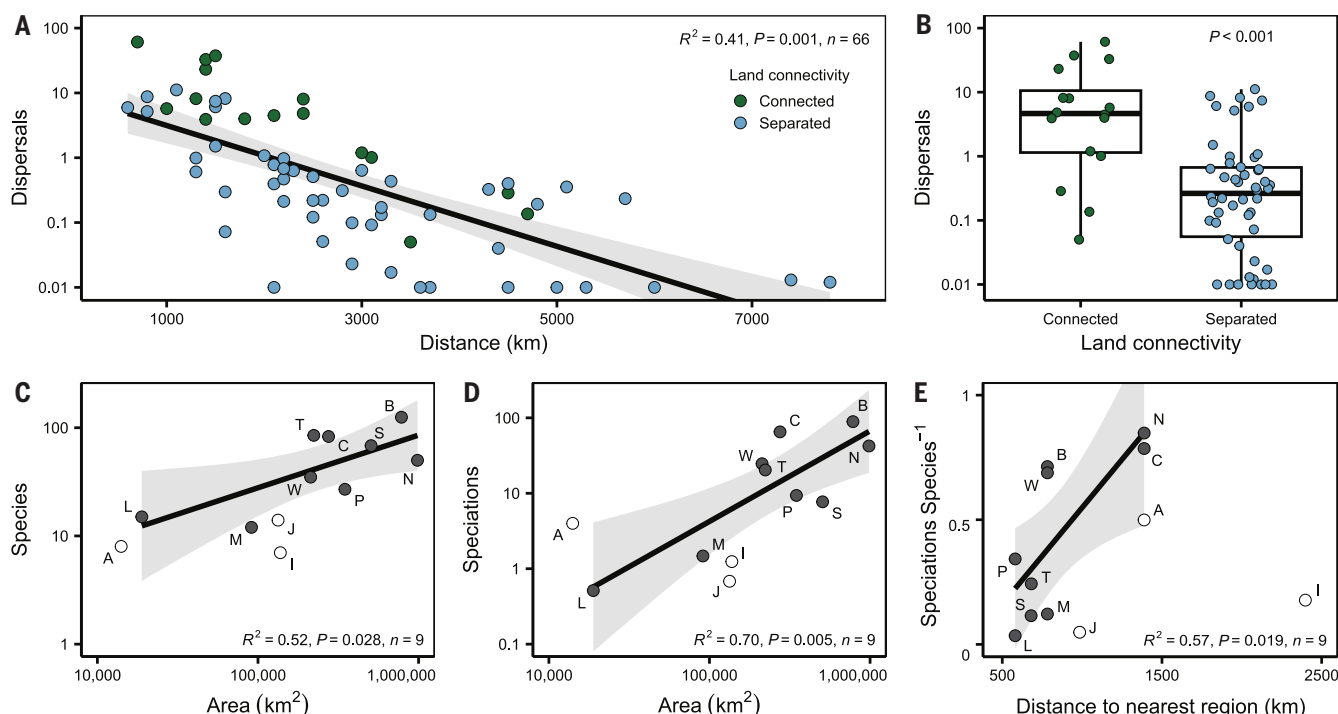 A
100
10
1
0.1
0.01
Dispersals
R² = 0.41, P = 0.001, n = 66
Land connectivity
Connected
Separated
1000
3000
5000
7000
Distance (km)
B
100
10
1
0.1
0.01
Dispersals
P < 0.001
Connected
Separated
Land connectivity
C
100
10
1
Species
B
T
C
S
W
N
P
L
J
M
A
I
R² = 0.52, P = 0.028, n = 9
10,000
100,000
1,000,000
Area (km²)
D
100
10
1
0.1
Speciations
B
C
W
T
N
P
S
A
M
I
J
L
R² = 0.70, P = 0.005, n = 9
10,000
100,000
1,000,000
Area (km²)
E
1
0.5
0
Speciations Species⁻¹
N
B
C
W
A
P
T
S
M
I
J
L
R² = 0.57, P = 0.019, n = 9
500
1500
2500
Distance to nearest region (km)